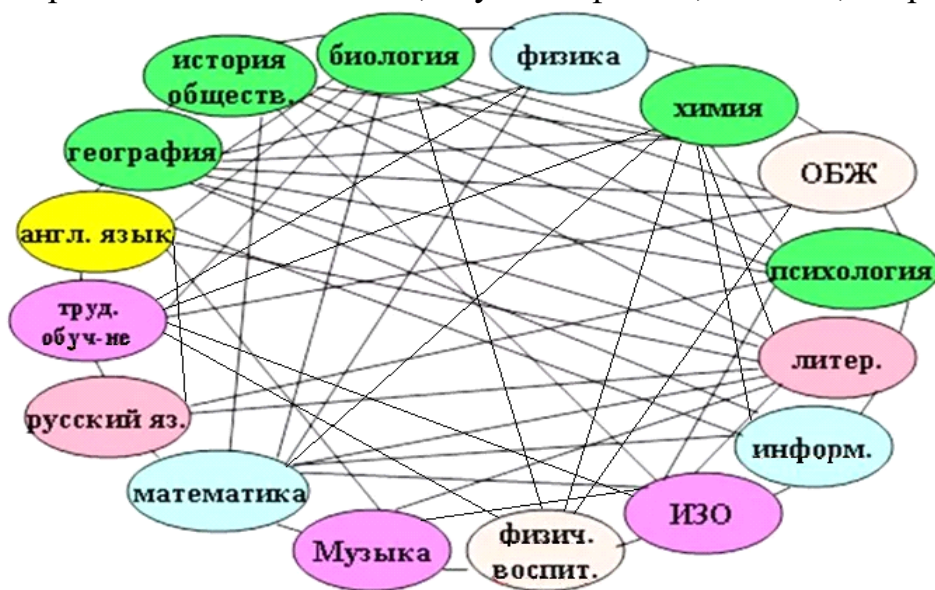 история
обществ.
биология
физика
химия
география
ОБЖ
англ. язык
психология
труд.
обуч-не
литер.
русский яз.
информ.
математика
ИЗО
Музыка
физич.
воспит.